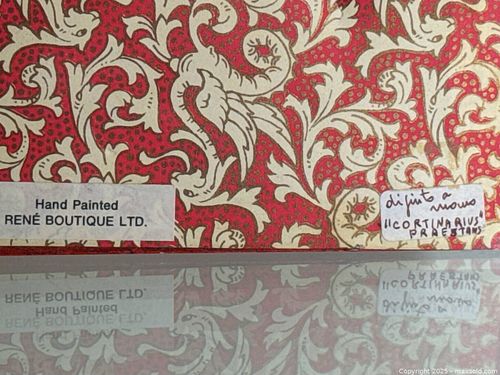 Hand Painted
RENÉ BOUTIQUE LTD.
dipinto a
mano
"CORTINARIUS"
PRAESTANS
Copyright 2025 - maxsold.com